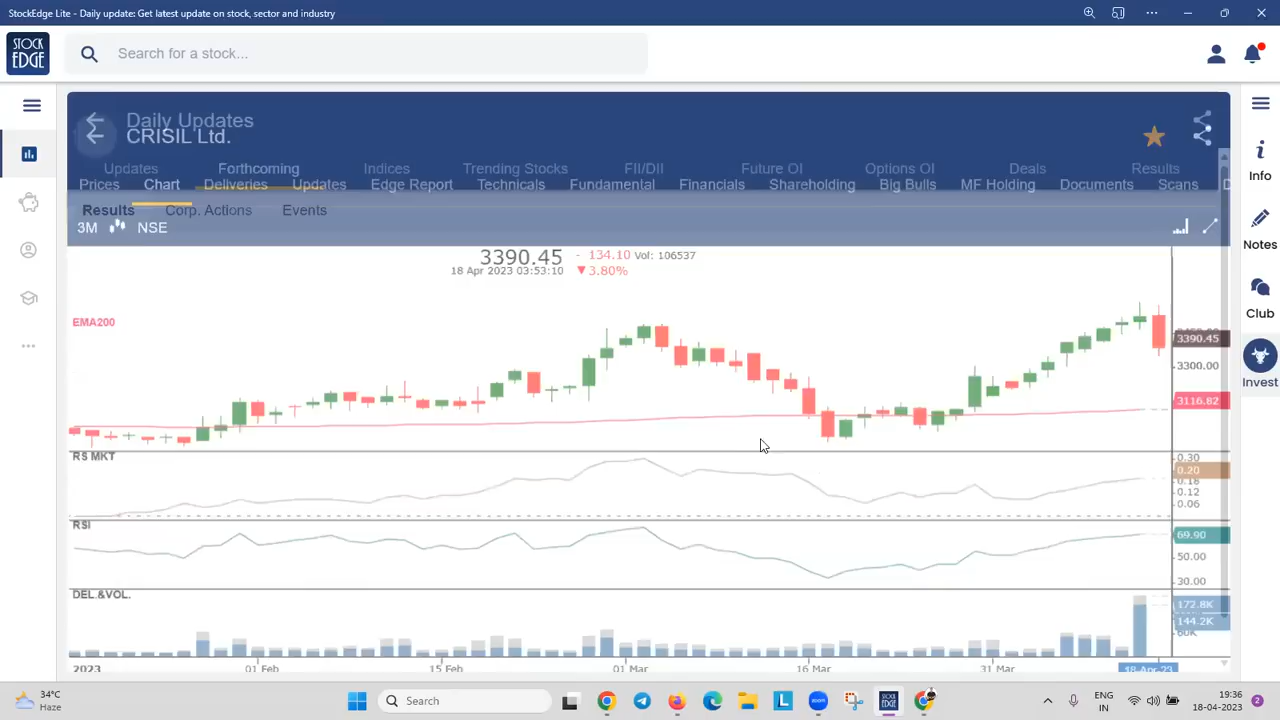 StockEdge Lite - Daily update: Get latest update on stock, sector and industry
STOCK
EDGE
Search for a stock...
Daily Updates
CRISIL Ltd.
Updates Forthcoming Indices Trending Stocks FII/DII Future OI Options OI Deals Results
Prices Chart Deliveries Updates Edge Report Technicals Fundamental Financials Shareholding Big Bulls MF Holding Documents Scans
Results Corp. Actions Events
3M NSE
3390.45 - 134.10 Vol: 106537
18 Apr 2023 03:53:10 ▼3.80%
EMA200
3390.45
3300.00
3116.82
RS MKT
0.30
0.20
0.18
0.12
0.06
RSI
69.90
50.00
30.00
DEL.&VOL.
172.8K
144.2K
60K
2023 01 Feb 15 Feb 01 Mar 16 Mar 31 Mar 18-Apr-23
Info
Notes
Club
Invest
34°C
Haze
Search
zoom
L
ENG
IN
19:36
18-04-2023
2